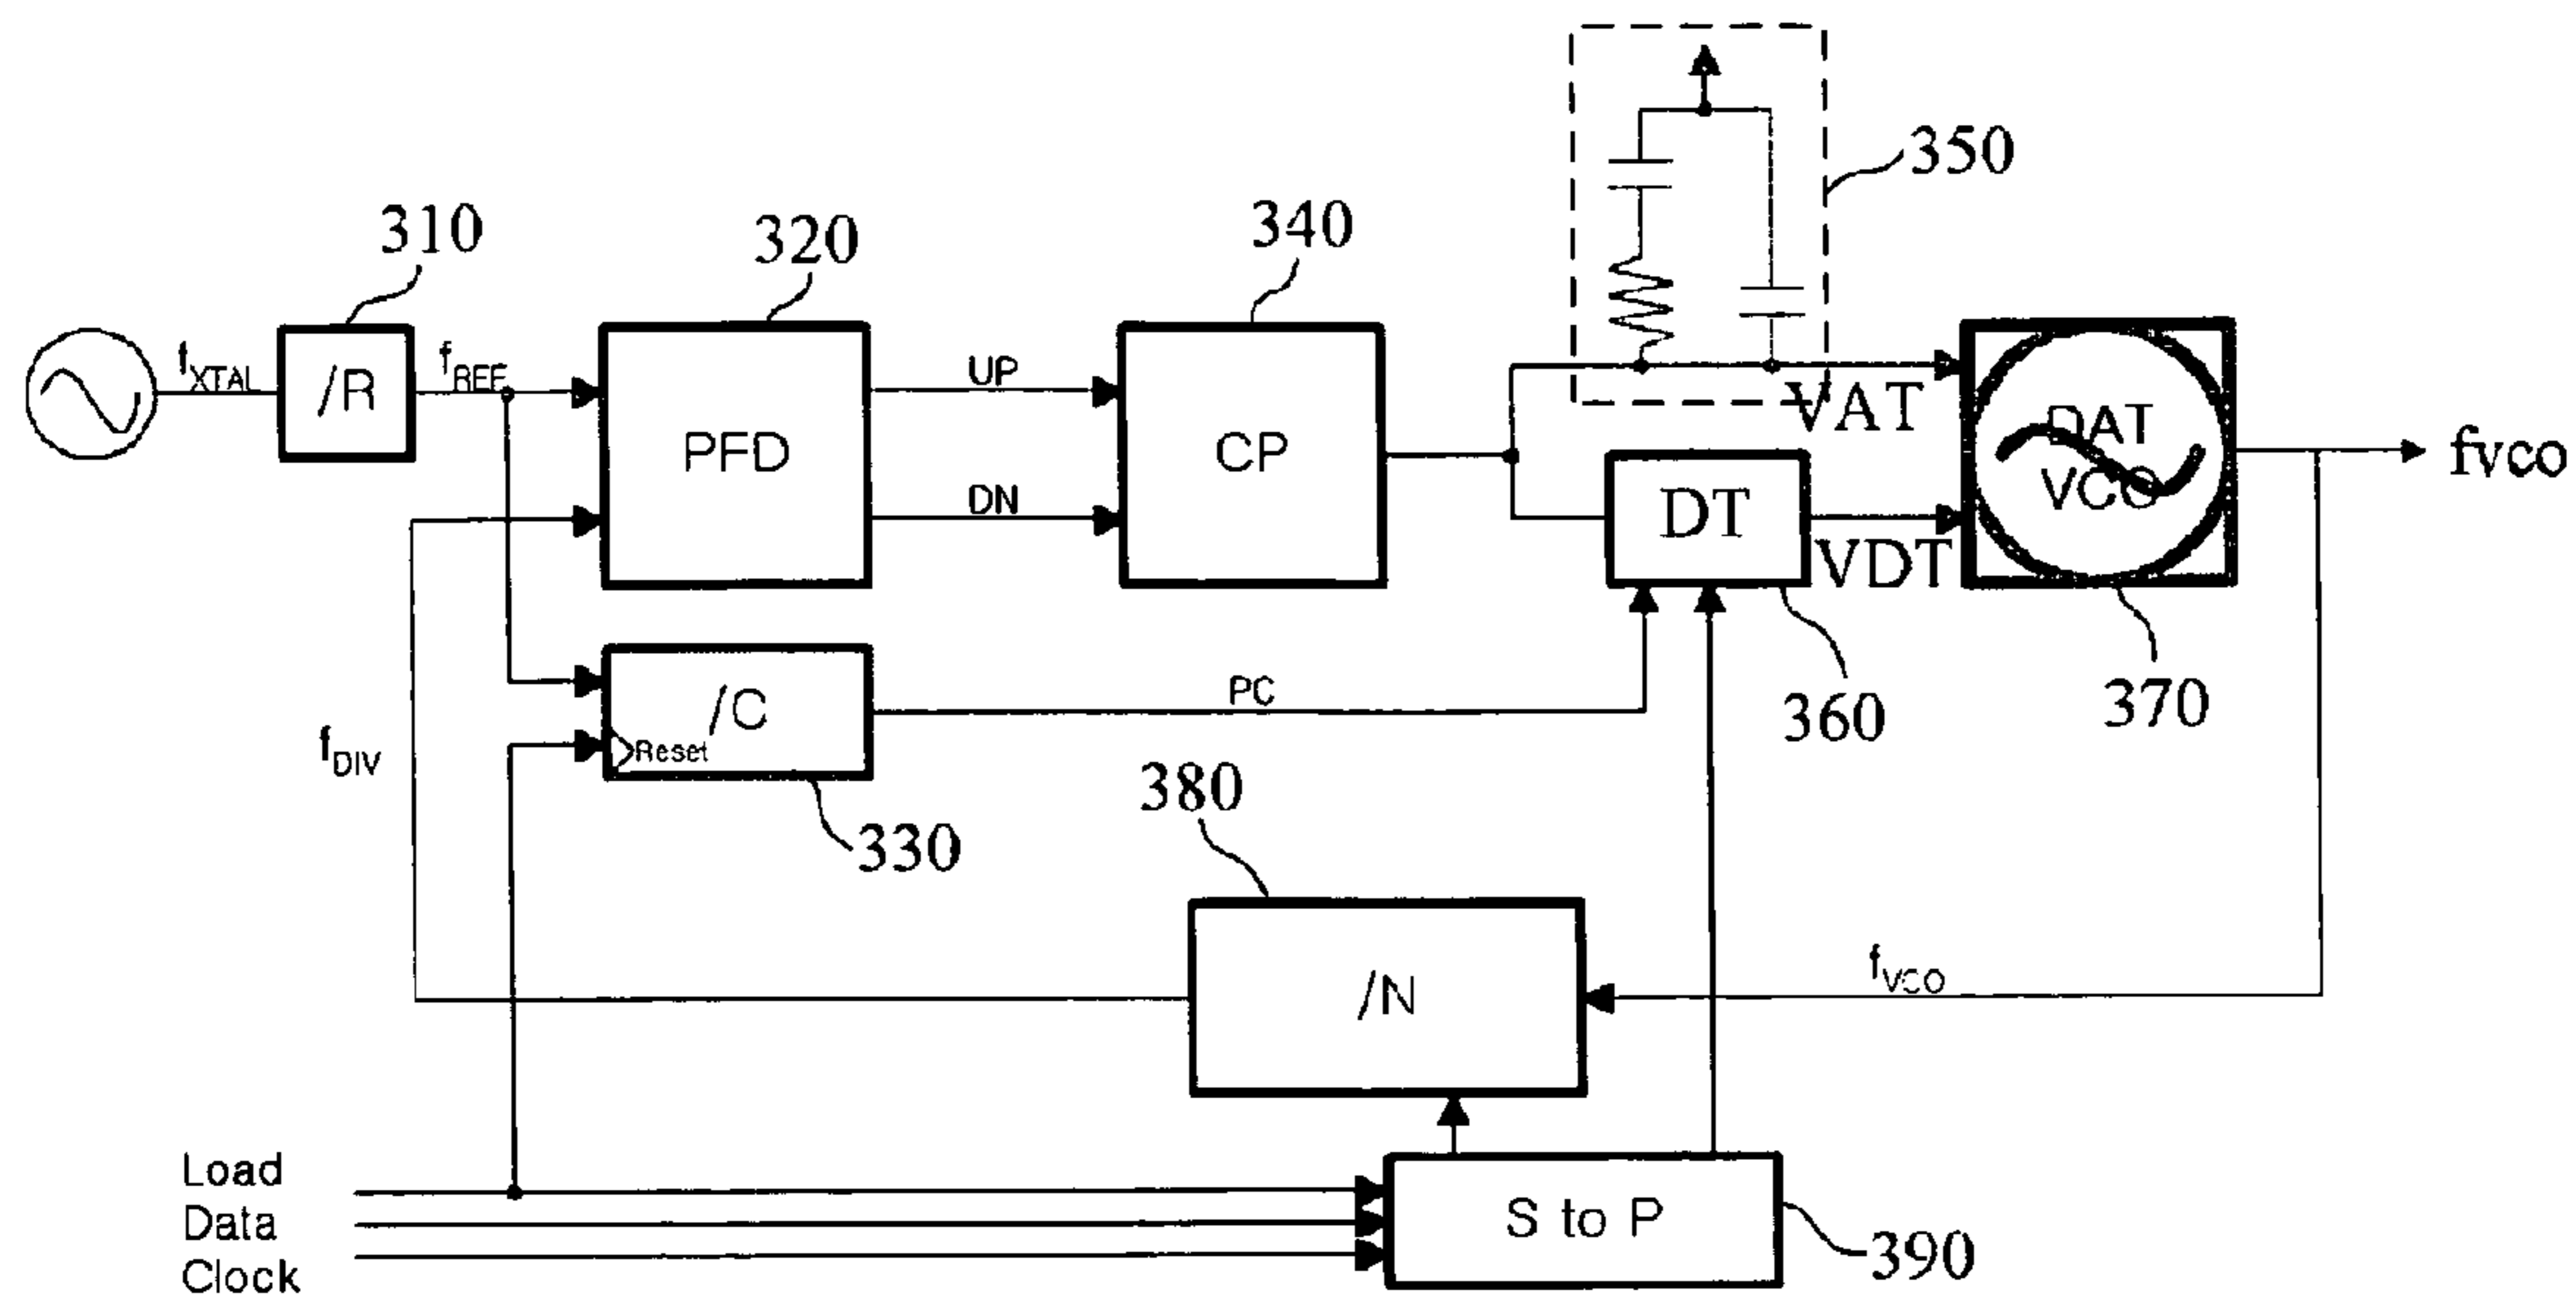 350
310
320
340
fXTAL
/R
fREF
PFD
UP
DN
CP
VAT
DT
VDT
DAT
VCO
fvco
/C
Reset
PC
360
370
fDIV
330
380
/N
fVCO
Load
Data
Clock
S to P
390